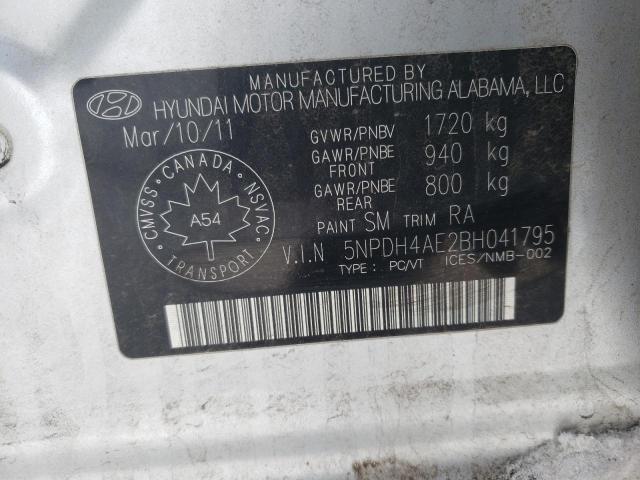 MANUFACTURED BY
HYUNDAI MOTOR MANUFACTURING ALABAMA, LLC
Mar/10/11
GVWR/PNBV 1720 kg
GAWR/PNBE FRONT 940 kg
GAWR/PNBE REAR 800 kg
PAINT SM TRIM RA
V.I.N 5NPDH4AE2BH041795
TYPE : PC/VT ICES/NMB-002
CANADA
CMVSS
NSVAC
A54
TRANSPORT